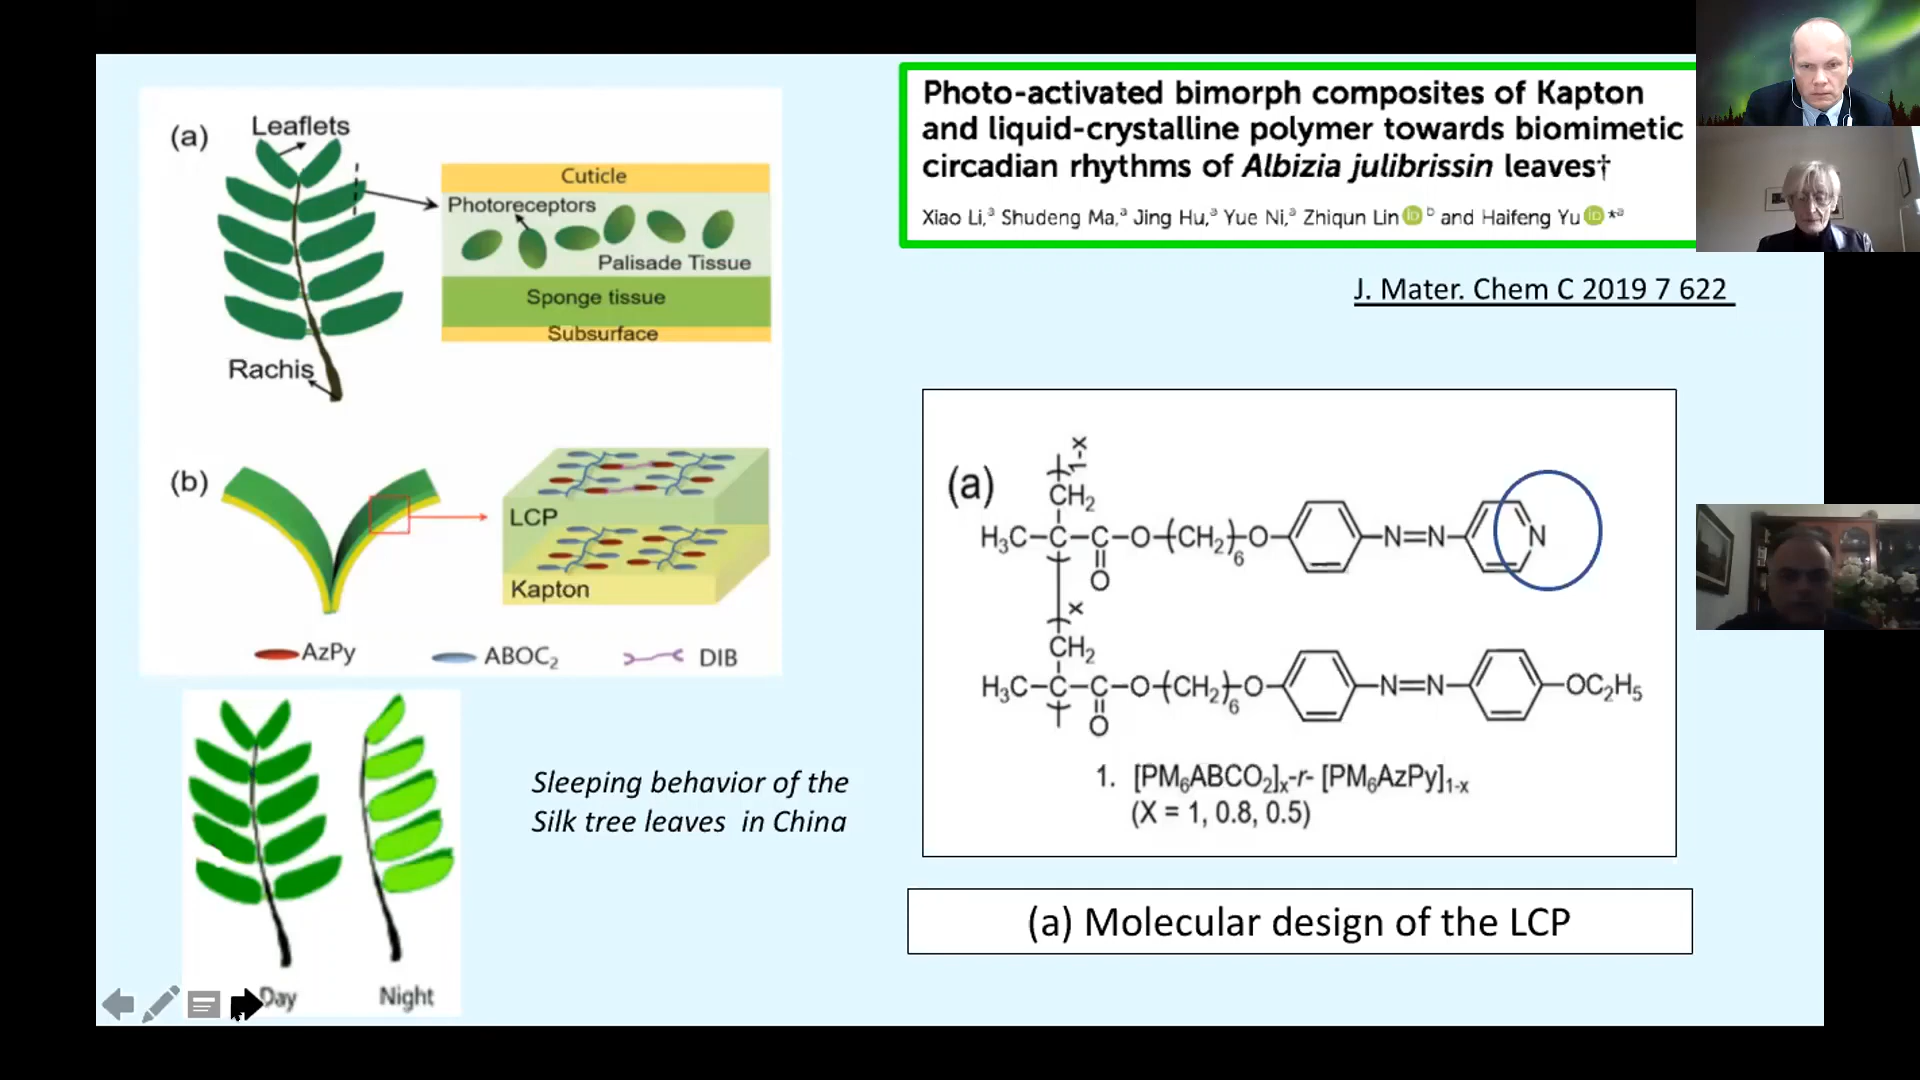 (a)
Leaflets
Rachis
Cuticle
Photoreceptors
Palisade Tissue
Sponge tissue
Subsurface
(b)
LCP
Kapton
AzPy
ABOC₂
DIB
Day
Night
Sleeping behavior of the
Silk tree leaves in China
Photo-activated bimorph composites of Kapton
and liquid-crystalline polymer towards biomimetic
circadian rhythms of Albizia julibrissin leaves†
Xiao Li,ᵃ Shudeng Ma,ᵃ Jing Hu,ᵃ Yue Ni,ᵃ Zhiqun Lin iD ᵇ and Haifeng Yu iD *ᵃ
J. Mater. Chem C 2019 7 622
(a)
1-x
CH₂
H₃C-C-C-O-(CH₂)₆O-
-N=N-
N
O
x
CH₂
H₃C-C-C-O-(CH₂)₆O-
-N=N-
-OC₂H₅
O
1. [PM₆ABCO₂]ₓ-r- [PM₆AzPy]₁₋ₓ
(X = 1, 0.8, 0.5)
(a) Molecular design of the LCP